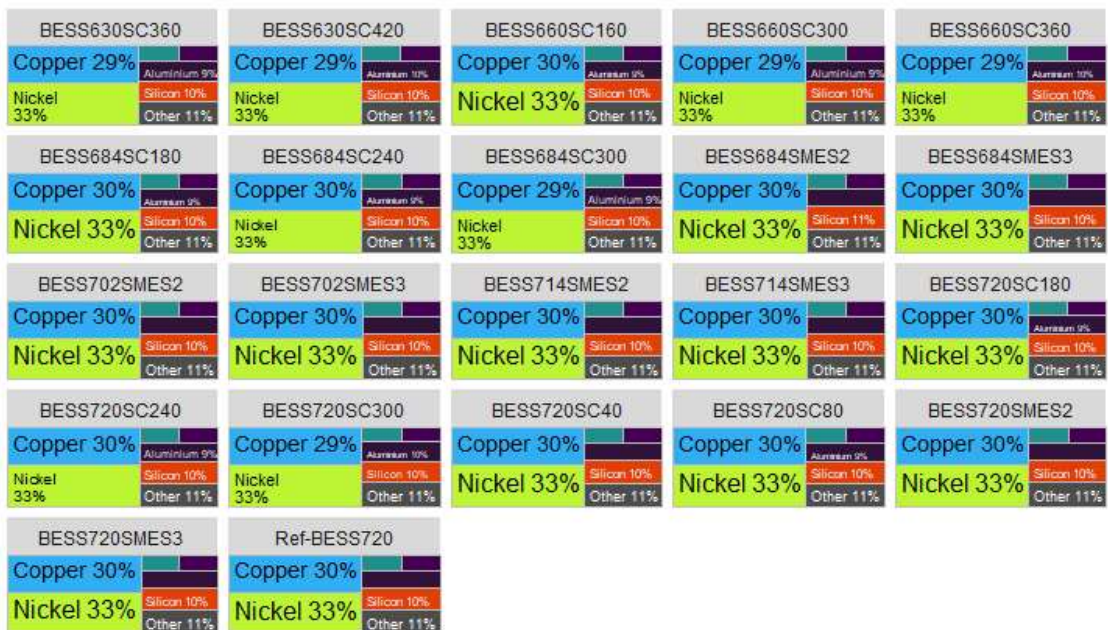 BESS630SC360
Copper 29%
Nickel
33%
Aluminium 9%
Silicon 10%
Other 11%
BESS630SC420
Copper 29%
Nickel
33%
Aluminium 10%
Silicon 10%
Other 11%
BESS660SC160
Copper 30%
Nickel 33%
Aluminium 9%
Silicon 10%
Other 11%
BESS660SC300
Copper 29%
Nickel
33%
Aluminium 9%
Silicon 10%
Other 11%
BESS660SC360
Copper 29%
Nickel
33%
Aluminium 10%
Silicon 10%
Other 11%
BESS684SC180
Copper 30%
Nickel 33%
Aluminium 9%
Silicon 10%
Other 11%
BESS684SC240
Copper 30%
Nickel
33%
Aluminium 9%
Silicon 10%
Other 11%
BESS684SC300
Copper 29%
Nickel
33%
Aluminium 9%
Silicon 10%
Other 11%
BESS684SMES2
Copper 30%
Nickel 33%
Silicon 11%
Other 11%
BESS684SMES3
Copper 30%
Nickel 33%
Silicon 10%
Other 11%
BESS702SMES2
Copper 30%
Nickel 33%
Silicon 10%
Other 11%
BESS702SMES3
Copper 30%
Nickel 33%
Silicon 10%
Other 11%
BESS714SMES2
Copper 30%
Nickel 33%
Silicon 10%
Other 11%
BESS714SMES3
Copper 30%
Nickel 33%
Silicon 10%
Other 11%
BESS720SC180
Copper 30%
Nickel 33%
Aluminium 9%
Silicon 10%
Other 11%
BESS720SC240
Copper 30%
Nickel
33%
Aluminium 9%
Silicon 10%
Other 11%
BESS720SC300
Copper 29%
Nickel
33%
Aluminium 10%
Silicon 10%
Other 11%
BESS720SC40
Copper 30%
Nickel 33%
Silicon 10%
Other 11%
BESS720SC80
Copper 30%
Nickel 33%
Aluminium 9%
Silicon 10%
Other 11%
BESS720SMES2
Copper 30%
Nickel 33%
Silicon 10%
Other 11%
BESS720SMES3
Copper 30%
Nickel 33%
Silicon 10%
Other 11%
Ref-BESS720
Copper 30%
Nickel 33%
Silicon 10%
Other 11%